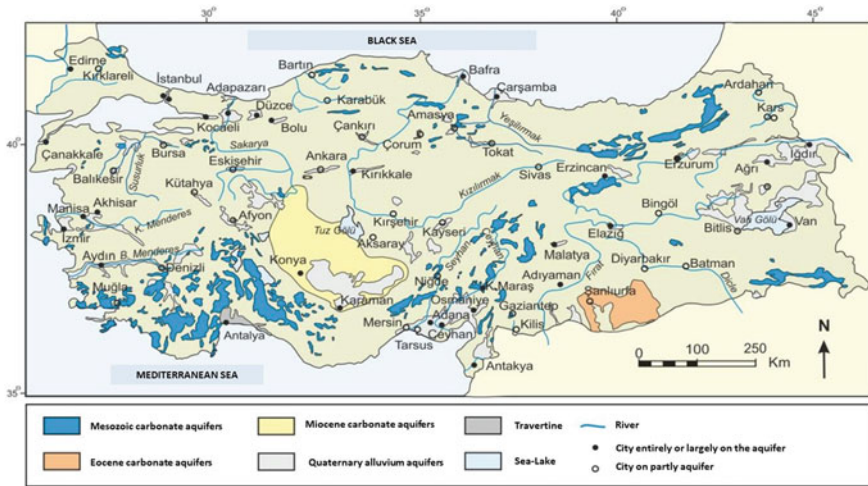 30°
35°
40°
45°
BLACK SEA
Edirne
Kırklareli
İstanbul
Adapazarı
Bartın
Karabük
Bafra
Çarşamba
Ardahan
Kars
Düzce
Kocaeli
Bolu
Çankırı
Amasya
Çorum
Yeşilırmak
Tokat
40°
Çanakkale
Bursa
Sakarya
Eskişehir
Ankara
Kırıkkale
Kızılırmak
Sivas
Erzincan
Erzurum
Iğdır
Ağrı
Balıkesir
Susurluk
Kütahya
Manisa
Akhisar
K. Menderes
Afyon
Tuz Gölü
Kırşehir
Kayseri
Aksaray
Bingöl
Bitlis
Van Gölü
Van
İzmir
Aydın
B. Menderes
Denizli
Konya
Niğde
Seyhan
Ceyhan
Malatya
Elazığ
Diyarbakır
Batman
Muğla
Karaman
K.Maraş
Adıyaman
Fırat
Dicle
Osmaniye
Gaziantep
Şanlıurfa
Antalya
Mersin
Adana
Tarsus
Ceyhan
Kilis
Antakya
MEDITERRANEAN SEA
N
0 100 250
Km
35°
Mesozoic carbonate aquifers
Miocene carbonate aquifers
Travertine
River
City entirely or largely on the aquifer
Eocene carbonate aquifers
Quaternary alluvium aquifers
Sea-Lake
City on partly aquifer